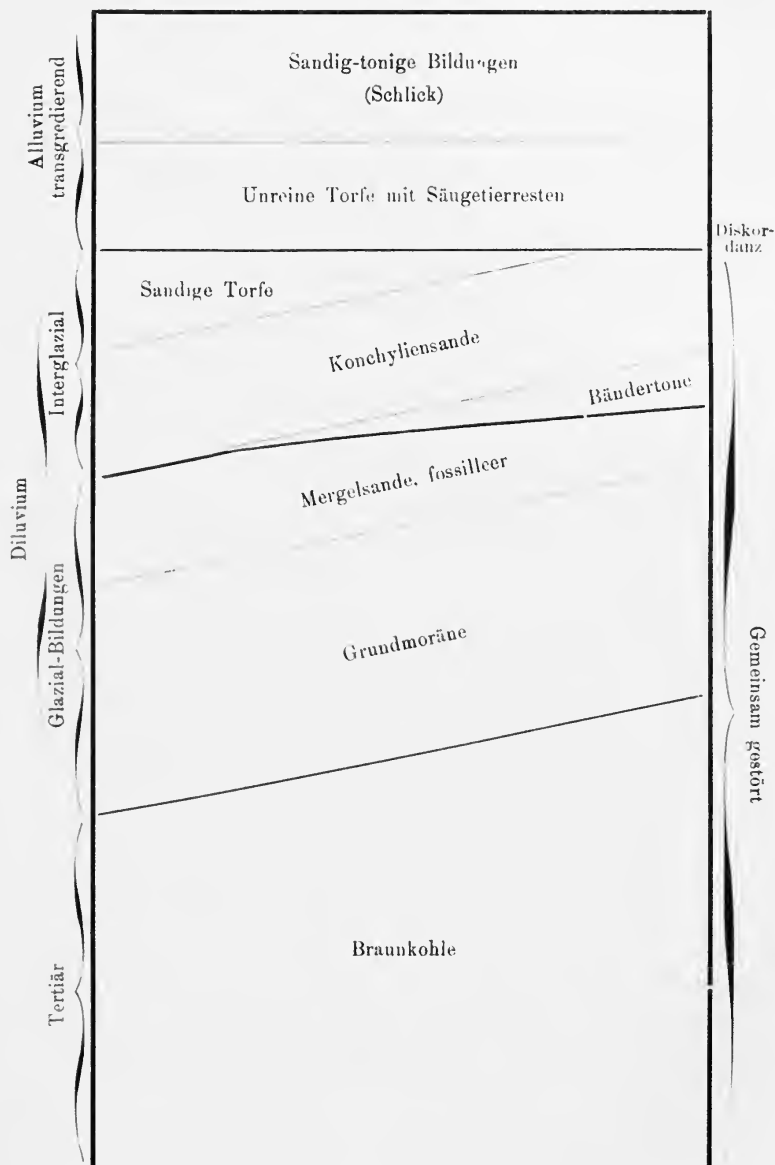 Sandig-tonige Bildungen
(Schlick)
Alluvium
transgredierend
Unreine Torfe mit Säugetierresten
Diskor-
danz
Sandige Torfe
Konchyliensande
Interglazial
Bändertone
Mergelsande, fossilleer
Diluvium
Glazial-Bildungen
Grundmoräne
Gemeinsam gestört
Braunkohle
Tertiär